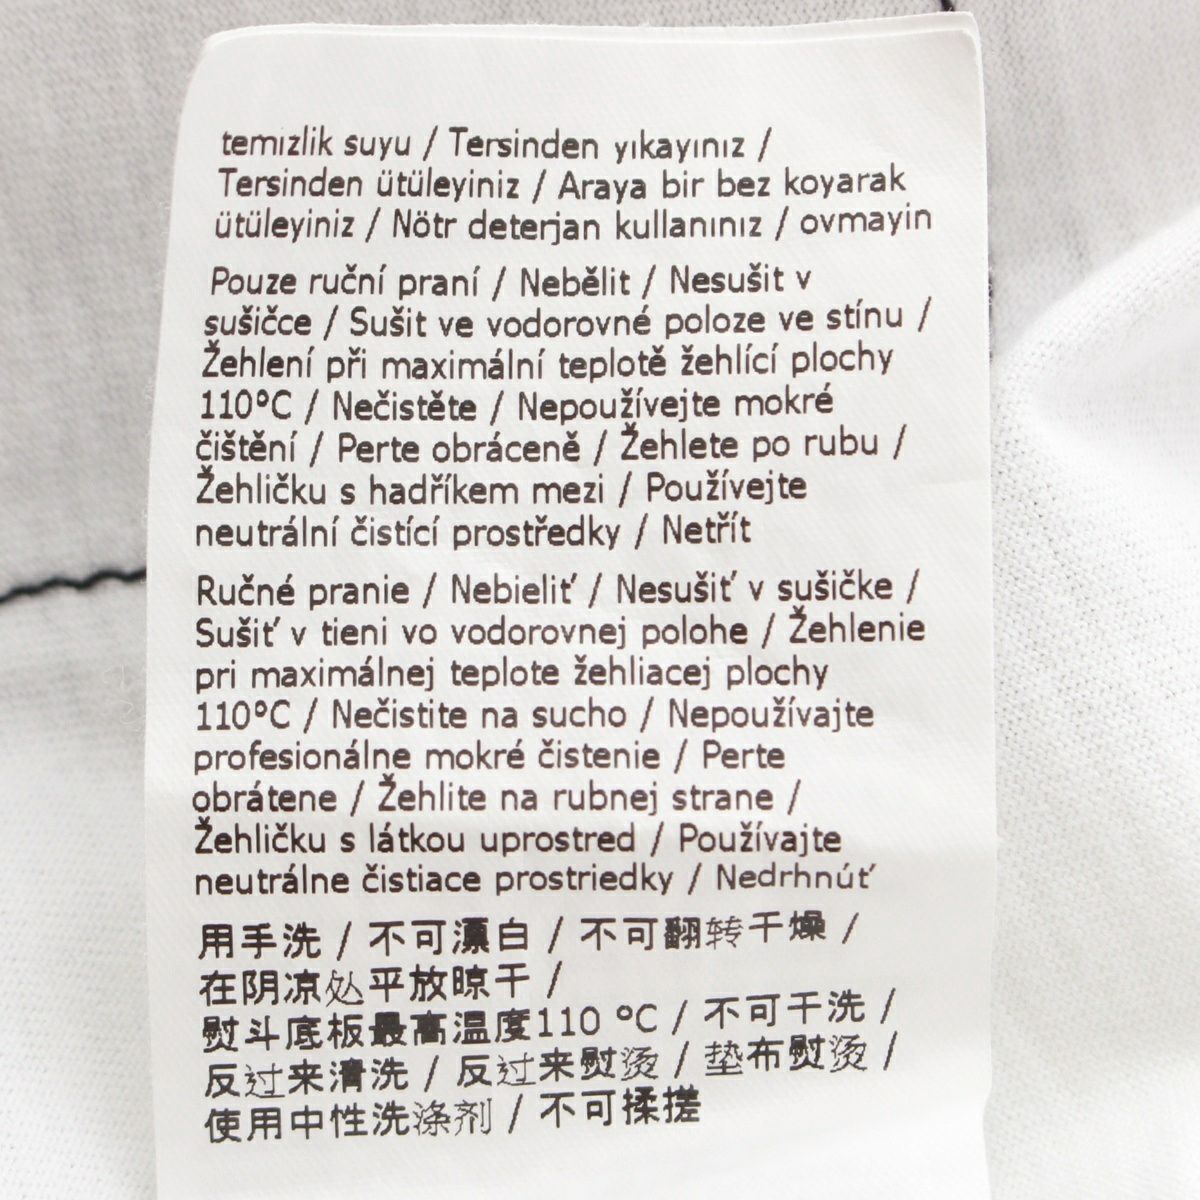 temizlik suyu / Tersinden yıkayınız /
Tersinden ütüleyiniz / Araya bir bez koyarak
ütüleyiniz / Nötr deterjan kullanınız / ovmayin
Pouze ruční praní / Nebělit / Nesušit v
sušičce / Sušit ve vodorovné poloze ve stínu /
Žehlení při maximální teplotě žehlící plochy
110°C / Nečistěte / Nepoužívejte mokré
čištění / Perte obráceně / Žehlete po rubu /
Žehličku s hadříkem mezi / Používejte
neutrální čistící prostředky / Netřít
Ručné pranie / Nebieliť / Nesušiť v sušičke /
Sušiť v tieni vo vodorovnej polohe / Žehlenie
pri maximálnej teplote žehliacej plochy
110°C / Nečistite na sucho / Nepoužívajte
profesionálne mokré čistenie / Perte
obrátene / Žehlite na rubnej strane /
Žehličku s látkou uprostred / Používajte
neutrálne čistiace prostriedky / Nedrhnúť
用手洗 / 不可漂白 / 不可翻转干燥 /
在阴凉处平放晾干 /
熨斗底板最高温度110 °C / 不可干洗 /
反过来清洗 / 反过来熨烫 / 垫布熨烫 /
使用中性洗涤剂 / 不可揉搓